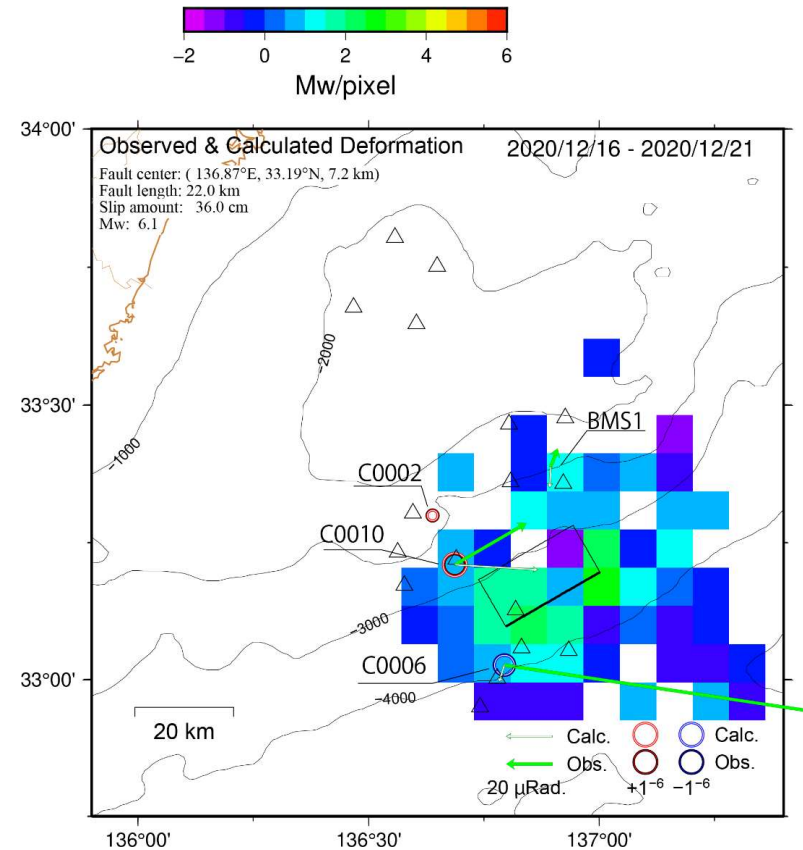 −2 0 2 4 6
Mw/pixel
34°00'
Observed & Calculated Deformation 2020/12/16 - 2020/12/21
Fault center: ( 136.87°E, 33.19°N, 7.2 km)
Fault length: 22.0 km
Slip amount: 36.0 cm
Mw: 6.1
−2000
33°30'
BMS1
−1000
C0002
C0010
−3000
C0006
33°00'
−4000
20 km
Calc. Calc.
Obs. Obs.
20 μRad. +1⁻⁶ −1⁻⁶
136°00' 136°30' 137°00'